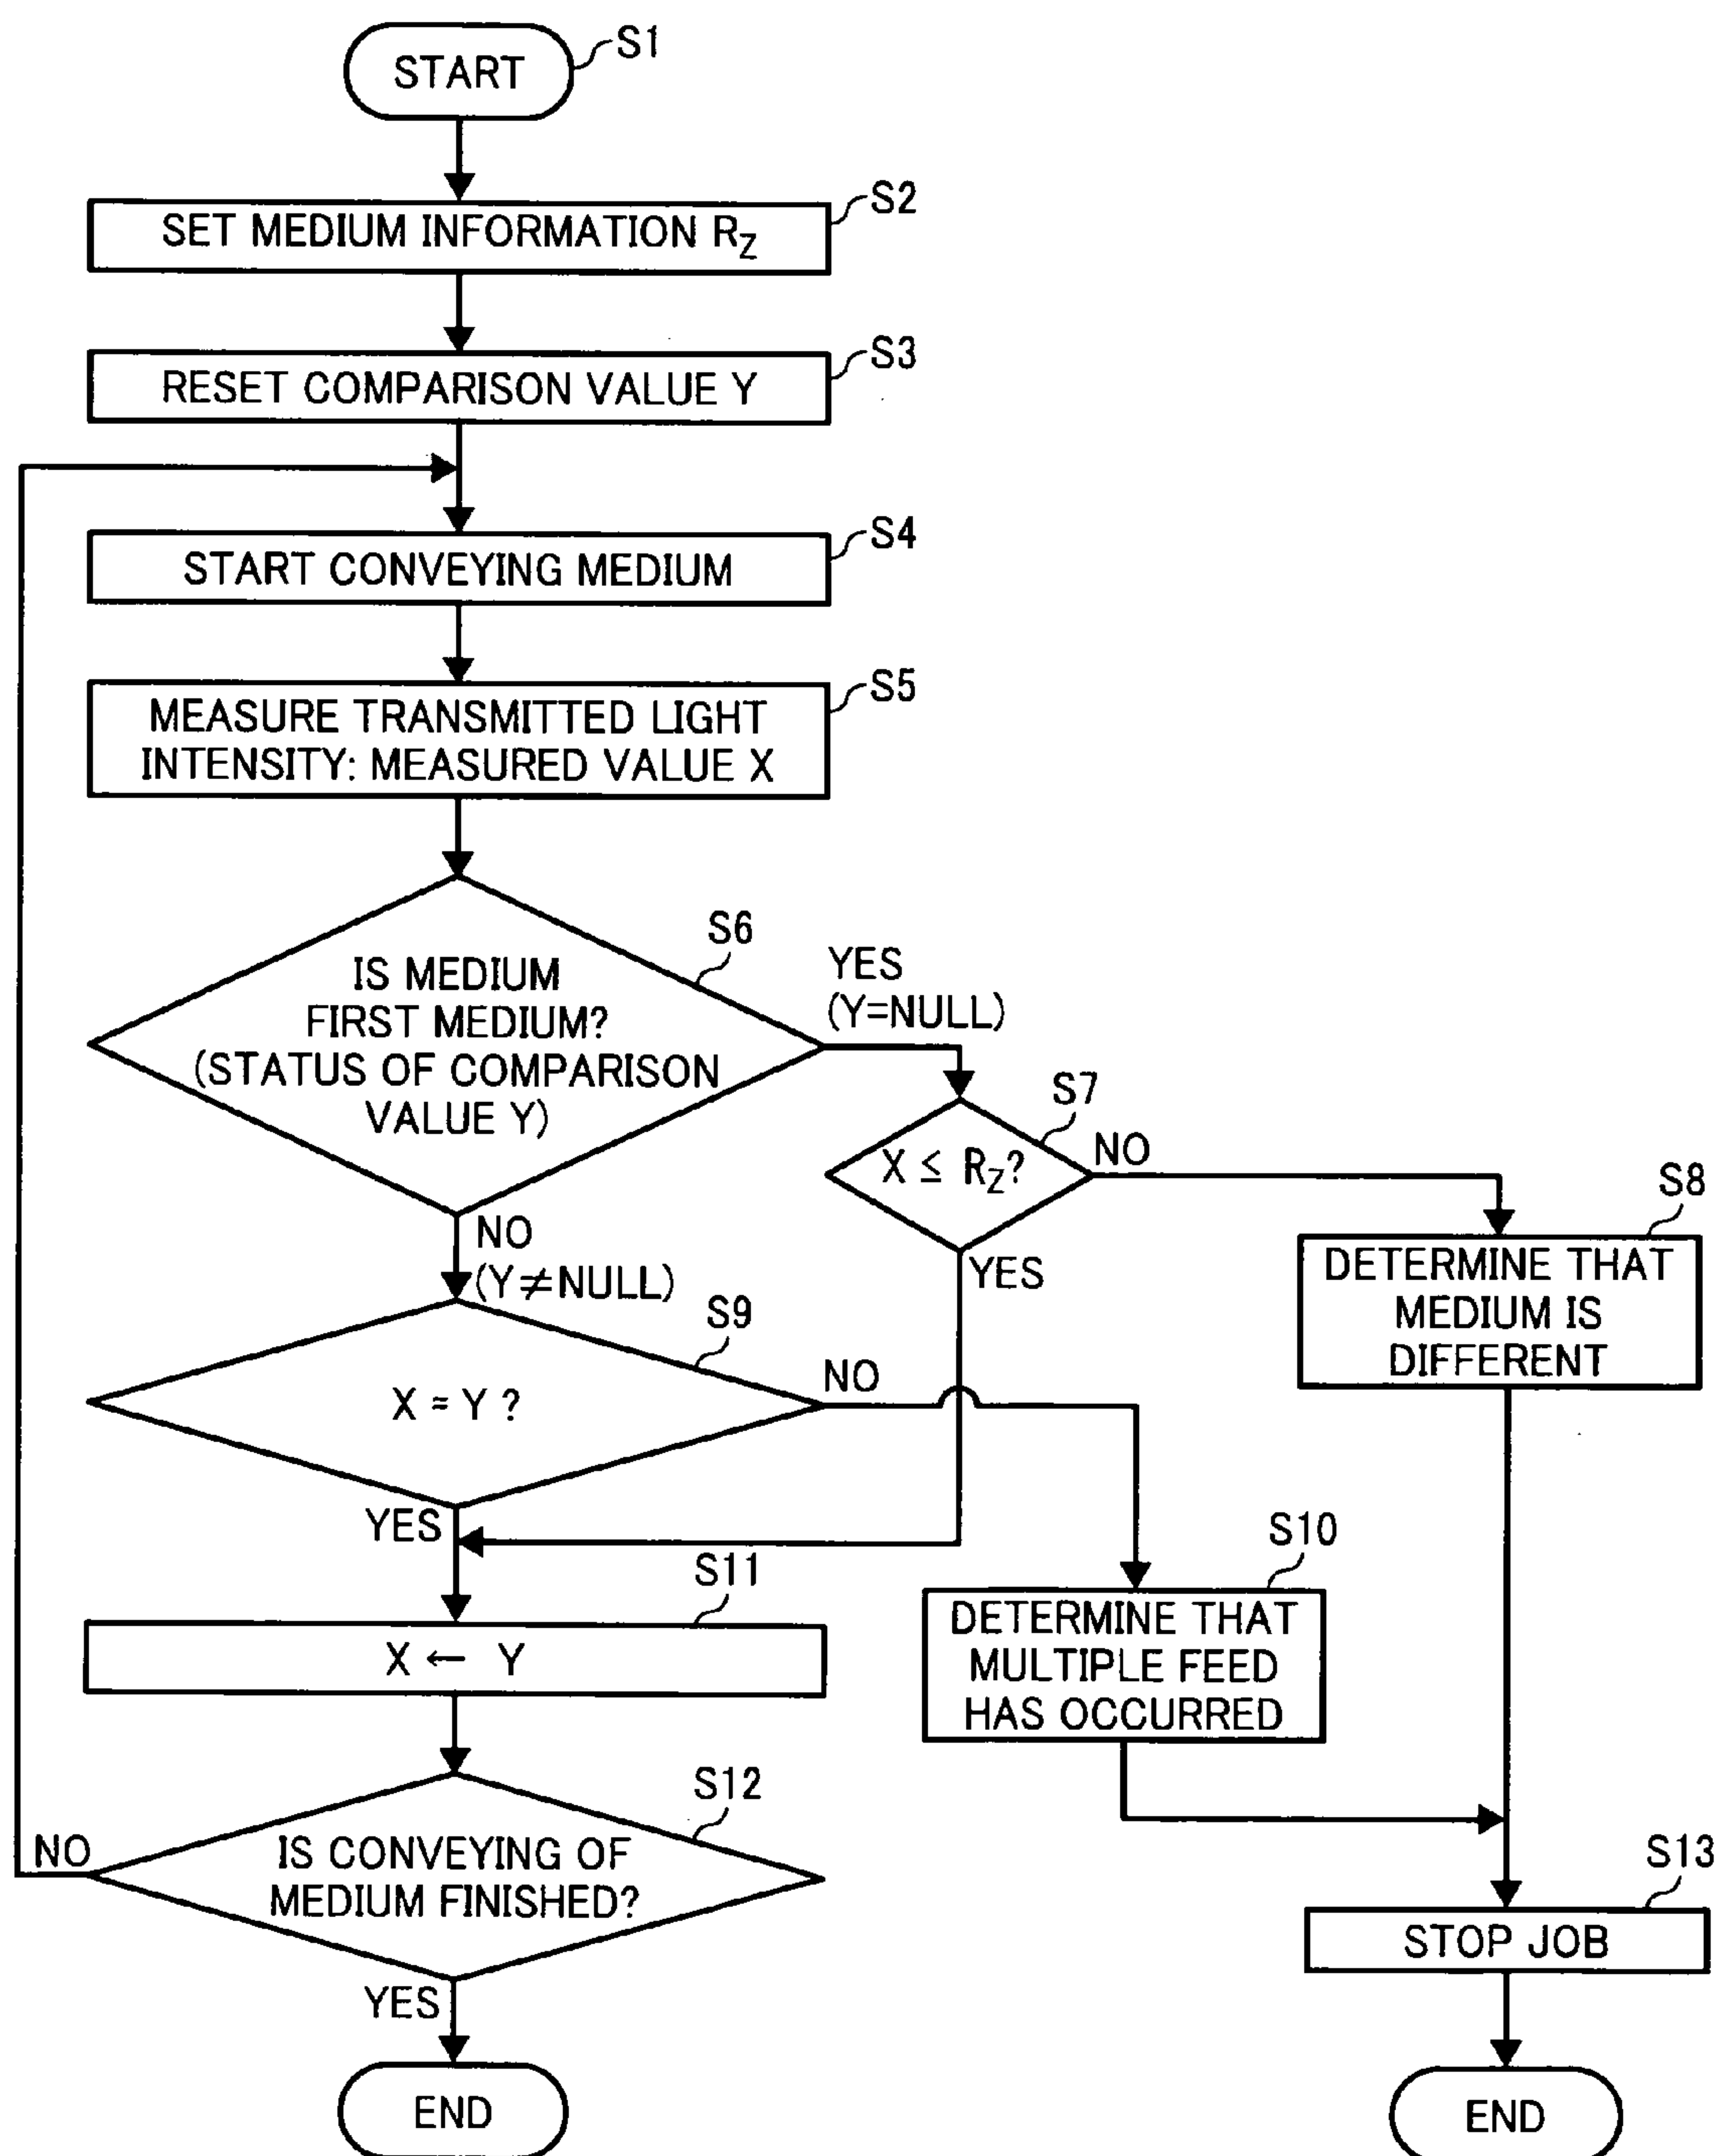 START
S1
SET MEDIUM INFORMATION RZ
S2
RESET COMPARISON VALUE Y
S3
START CONVEYING MEDIUM
S4
MEASURE TRANSMITTED LIGHT
INTENSITY: MEASURED VALUE X
S5
IS MEDIUM
FIRST MEDIUM?
(STATUS OF COMPARISON
VALUE Y)
S6
YES
(Y=NULL)
NO
(Y≠NULL)
X ≤ RZ?
S7
NO
YES
DETERMINE THAT
MEDIUM IS
DIFFERENT
S8
X = Y ?
S9
NO
YES
DETERMINE THAT
MULTIPLE FEED
HAS OCCURRED
S10
X ← Y
S11
IS CONVEYING OF
MEDIUM FINISHED?
S12
NO
YES
STOP JOB
S13
END
END